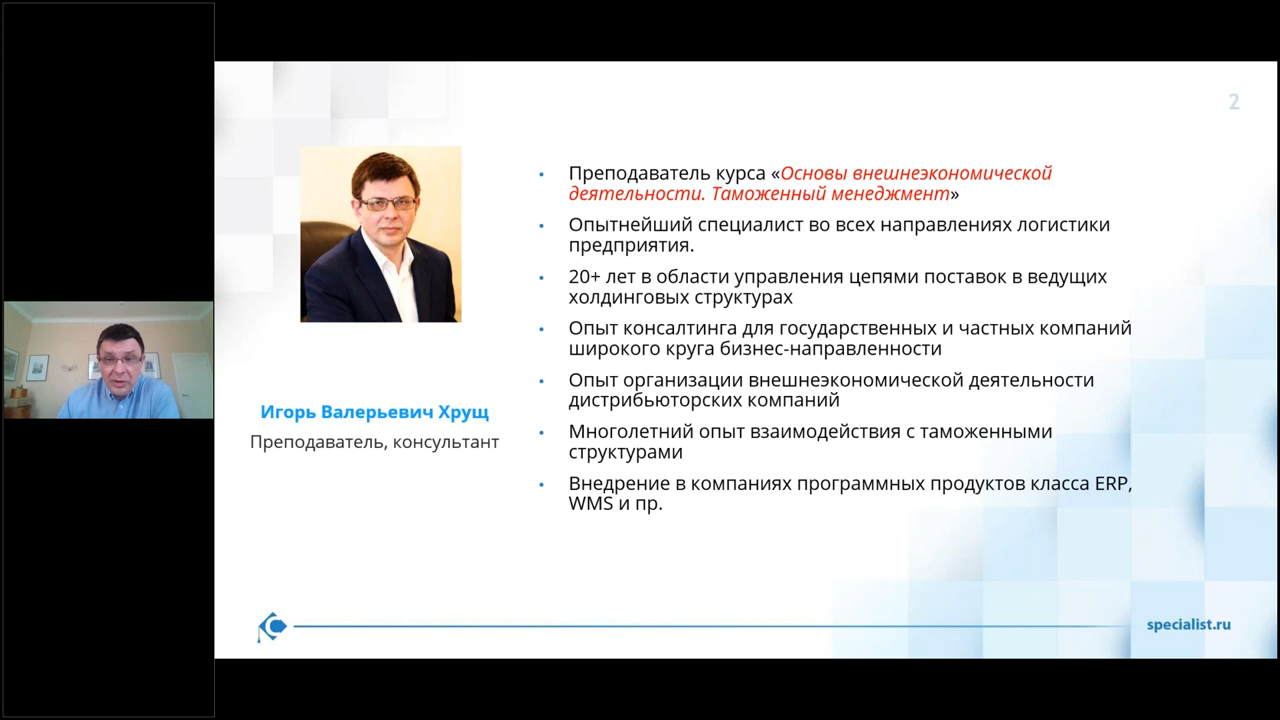 2
Игорь Валерьевич Хрущ
Преподаватель, консультант
• Преподаватель курса «Основы внешнеэкономической
деятельности. Таможенный менеджмент»
• Опытнейший специалист во всех направлениях логистики
предприятия.
• 20+ лет в области управления цепями поставок в ведущих
холдинговых структурах
• Опыт консалтинга для государственных и частных компаний
широкого круга бизнес-направленности
• Опыт организации внешнеэкономической деятельности
дистрибьюторских компаний
• Многолетний опыт взаимодействия с таможенными
структурами
• Внедрение в компаниях программных продуктов класса ERP,
WMS и пр.
specialist.ru